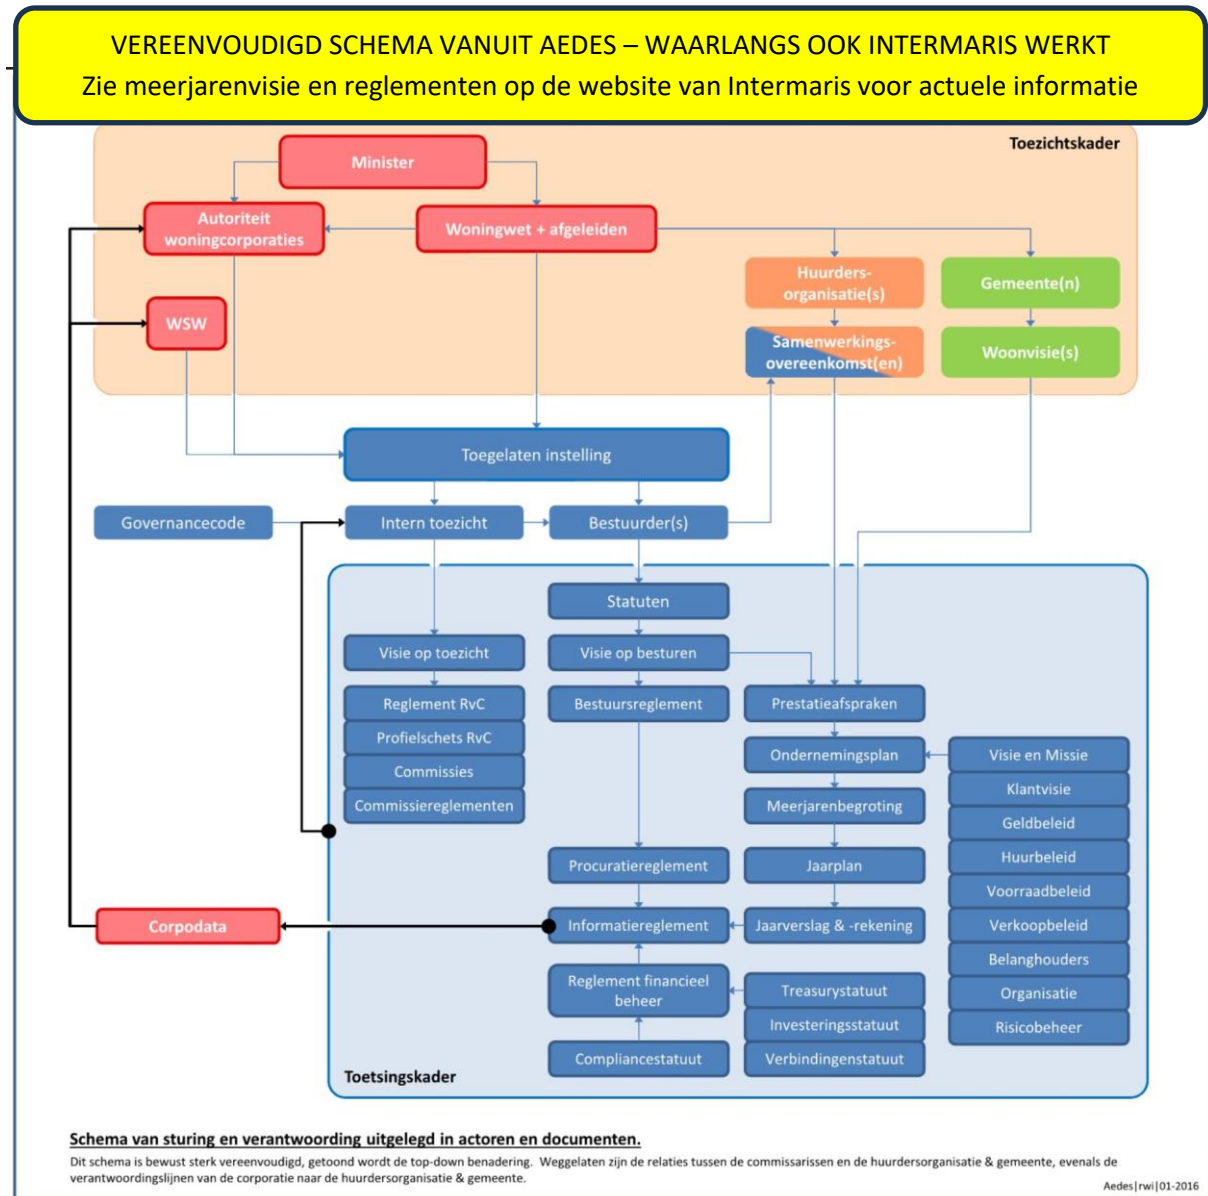 VEREENVOUDIGD SCHEMA VANUIT AEDES – WAARLANGS OOK INTERMARIS WERKT
Zie meerjarenvisie en reglementen op de website van Intermaris voor actuele informatie
Toezichtskader
Minister
Autoriteit
woningcorporaties
Woningwet + afgeleiden
Huurders-
organisatie(s)
Gemeente(n)
WSW
Samenwerkings-
overeenkomst(en)
Woonvisie(s)
Toegelaten instelling
Governancecode
Intern toezicht
Bestuurder(s)
Statuten
Visie op toezicht
Visie op besturen
Reglement RvC
Profielschets RvC
Commissies
Commissiereglementen
Bestuursreglement
Prestatieafspraken
Ondernemingsplan
Meerjarenbegroting
Jaarplan
Jaarverslag & -rekening
Visie en Missie
Klantvisie
Geldbeleid
Huurbeleid
Voorraadbeleid
Verkoopbeleid
Belanghouders
Organisatie
Risicobeheer
Procuratiereglement
Informatiereglement
Corpodata
Reglement financieel
beheer
Compliancestatuut
Treasurystatuut
Investeringsstatuut
Verbindingenstatuut
Toetsingskader
Schema van sturing en verantwoording uitgelegd in actoren en documenten.
Dit schema is bewust sterk vereenvoudigd, getoond wordt de top-down benadering. Weggelaten zijn de relaties tussen de commissarissen en de huurdersorganisatie & gemeente, evenals de
verantwoordingslijnen van de corporatie naar de huurdersorganisatie & gemeente.
Aedes|rwi|01-2016